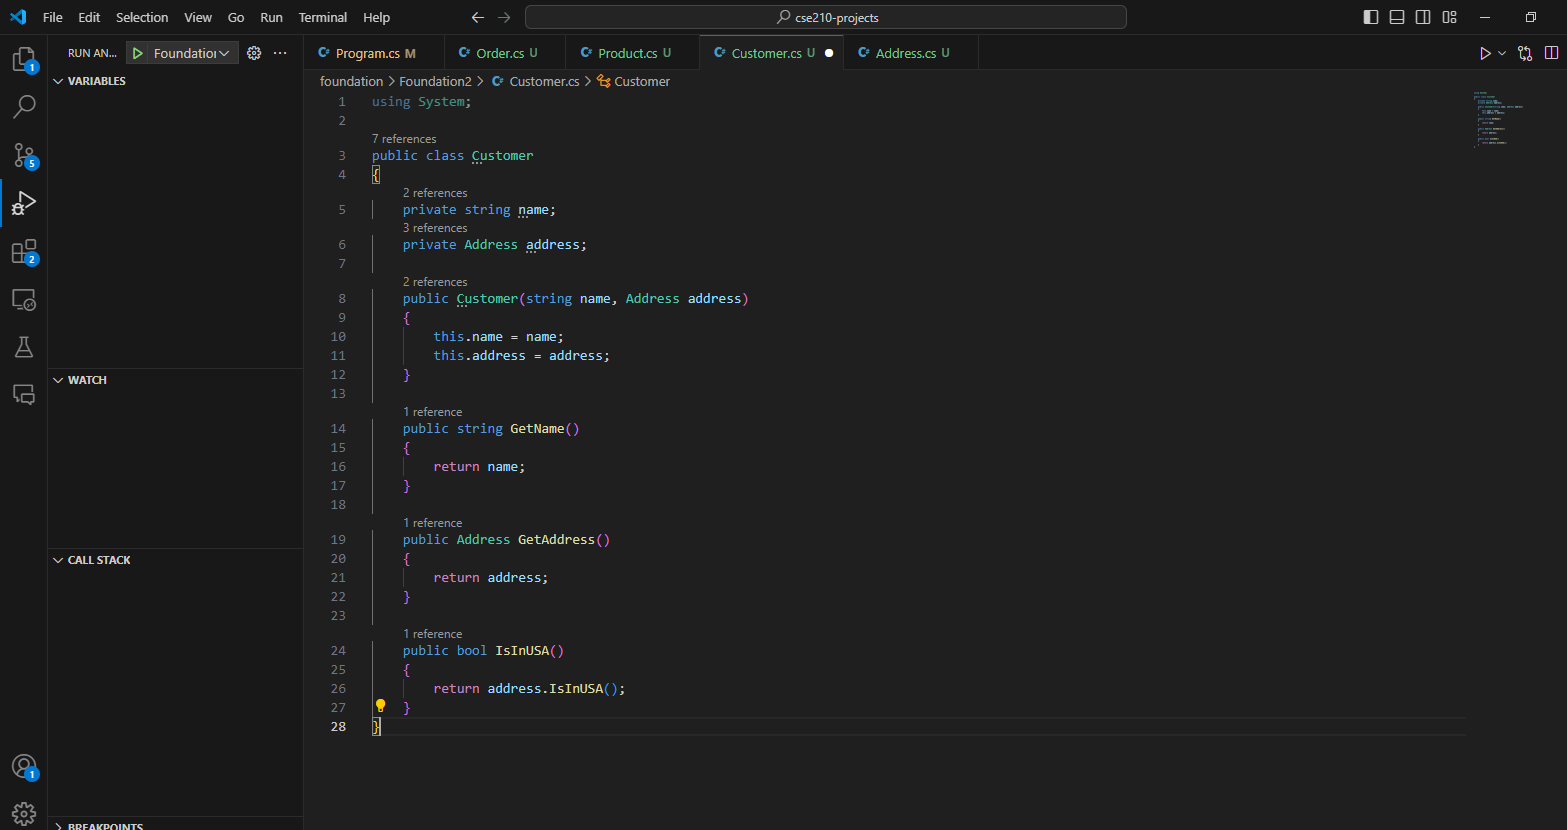 File Edit Selection View Go Run Terminal Help cse210-projects
RUN AN... Foundation
Program.cs M Order.cs U Product.cs U Customer.cs U Address.cs U
foundation > Foundation2 > Customer.cs > Customer
VARIABLES
WATCH
CALL STACK
BREAKPOINTS
1
5
2
1
1 using System;
2
7 references
3 public class Customer
4 {
2 references
5 private string name;
3 references
6 private Address address;
7
2 references
8 public Customer(string name, Address address)
9 {
10 this.name = name;
11 this.address = address;
12 }
13
1 reference
14 public string GetName()
15 {
16 return name;
17 }
18
1 reference
19 public Address GetAddress()
20 {
21 return address;
22 }
23
1 reference
24 public bool IsInUSA()
25 {
26 return address.IsInUSA();
27 }
28 }